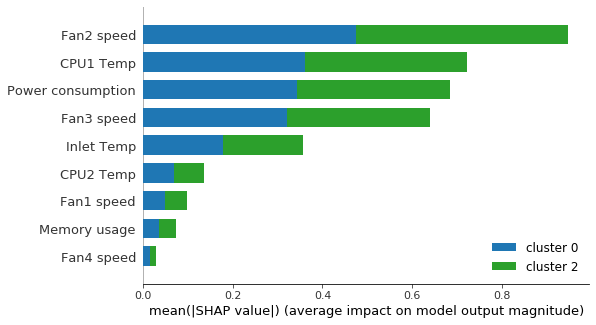 Fan2 speed
CPU1 Temp
Power consumption
Fan3 speed
Inlet Temp
CPU2 Temp
Fan1 speed
Memory usage
Fan4 speed
cluster 0
cluster 2
0.0 0.2 0.4 0.6 0.8
mean(|SHAP value|) (average impact on model output magnitude)